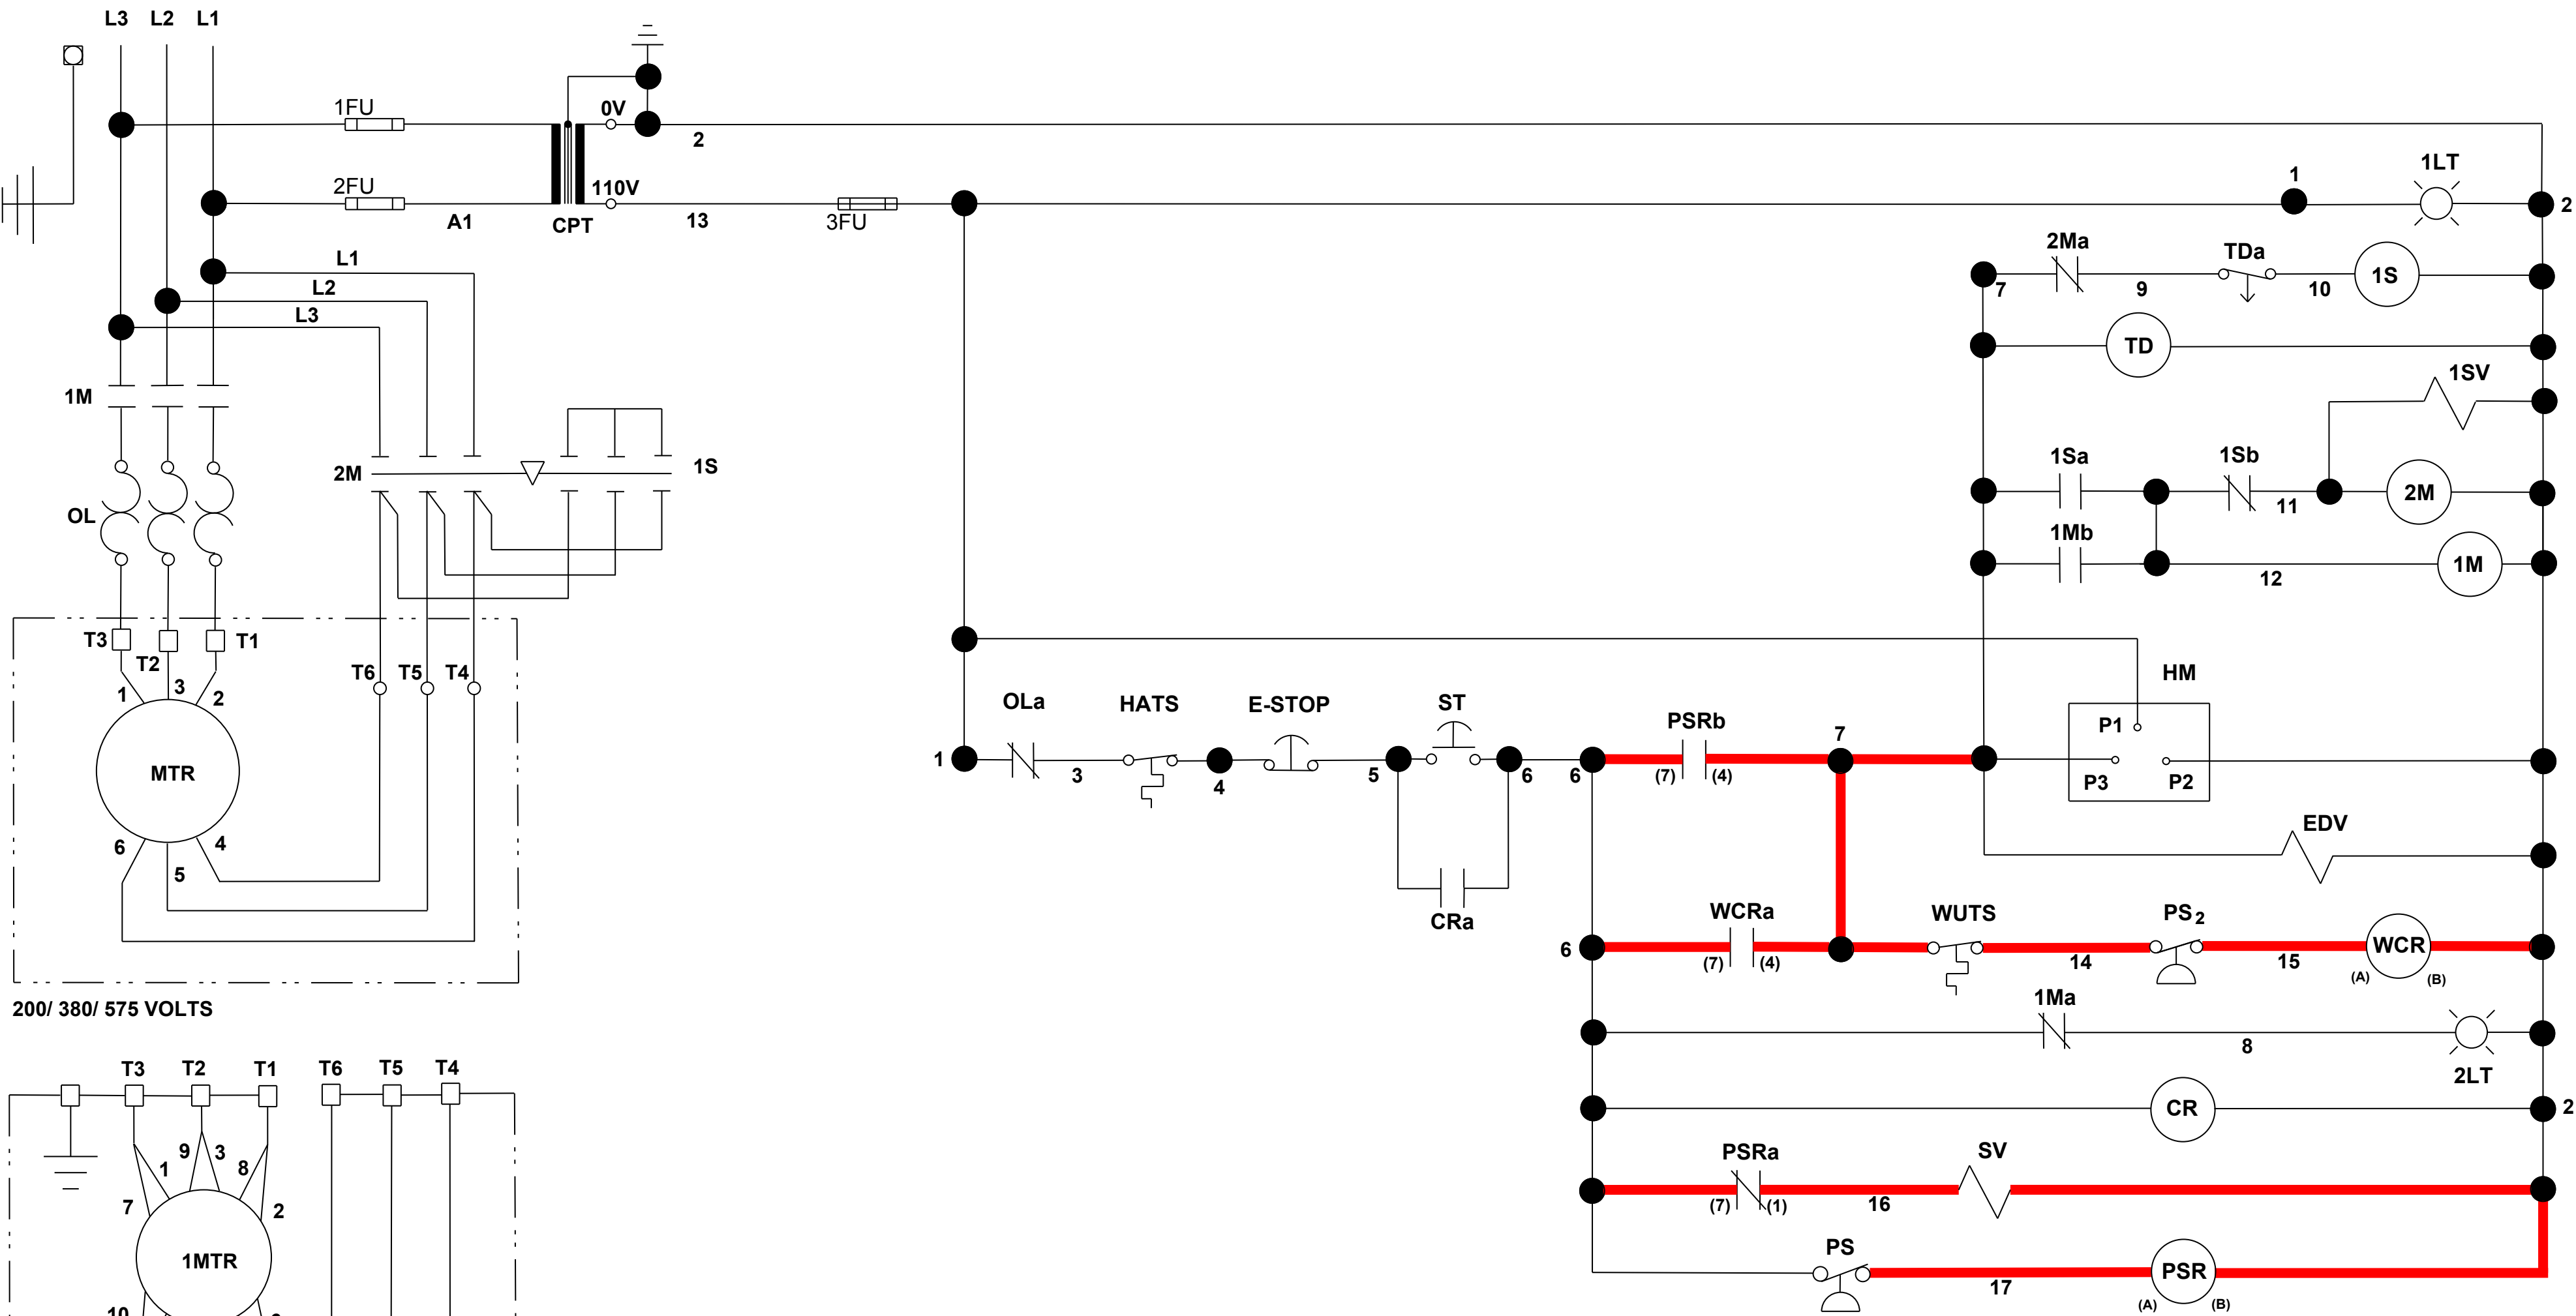 L3 L2 L1
1FU
0V
2
2FU
A1
CPT
110V
13
3FU
1
1LT
2
L1
L2
L3
2Ma
TDa
1S
7
9
10
TD
1SV
1M
2M
1S
1Sa
1Sb
2M
11
OL
1Mb
12
1M
T3
T2
T1
T6
T5
T4
1
3
2
HM
P1
P3
P2
MTR
6
4
5
OLa
HATS
E-STOP
ST
PSRb
7
1
3
4
5
6
6
(7)
(4)
EDV
CRa
WCRa
WUTS
PS2
WCR
6
(7)
(4)
14
15
(A)
(B)
200/ 380/ 575 VOLTS
1Ma
8
2LT
CR
2
T3
T2
T1
T6
T5
T4
9
3
1
8
7
2
1MTR
10
PSRa
SV
(7)
(1)
16
PS
17
PSR
(A)
(B)